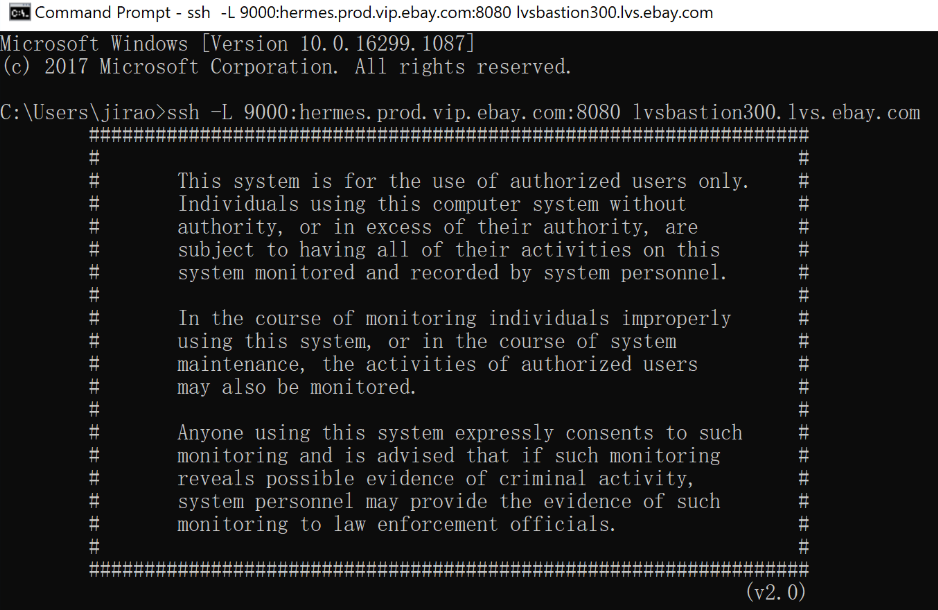 Command Prompt - ssh  -L 9000:hermes.prod.vip.ebay.com:8080 lvsbastion300.lvs.ebay.com
Microsoft Windows [Version 10.0.16299.1087]
(c) 2017 Microsoft Corporation. All rights reserved.
C:\Users\jirao>ssh -L 9000:hermes.prod.vip.ebay.com:8080 lvsbastion300.lvs.ebay.com
#################################################################
#                                                               #
#       This system is for the use of authorized users only.    #
#       Individuals using this computer system without          #
#       authority, or in excess of their authority, are         #
#       subject to having all of their activities on this       #
#       system monitored and recorded by system personnel.      #
#                                                               #
#       In the course of monitoring individuals improperly      #
#       using this system, or in the course of system           #
#       maintenance, the activities of authorized users         #
#       may also be monitored.                                  #
#                                                               #
#       Anyone using this system expressly consents to such     #
#       monitoring and is advised that if such monitoring       #
#       reveals possible evidence of criminal activity,         #
#       system personnel may provide the evidence of such       #
#       monitoring to law enforcement officials.                #
#                                                               #
#################################################################
(v2.0)